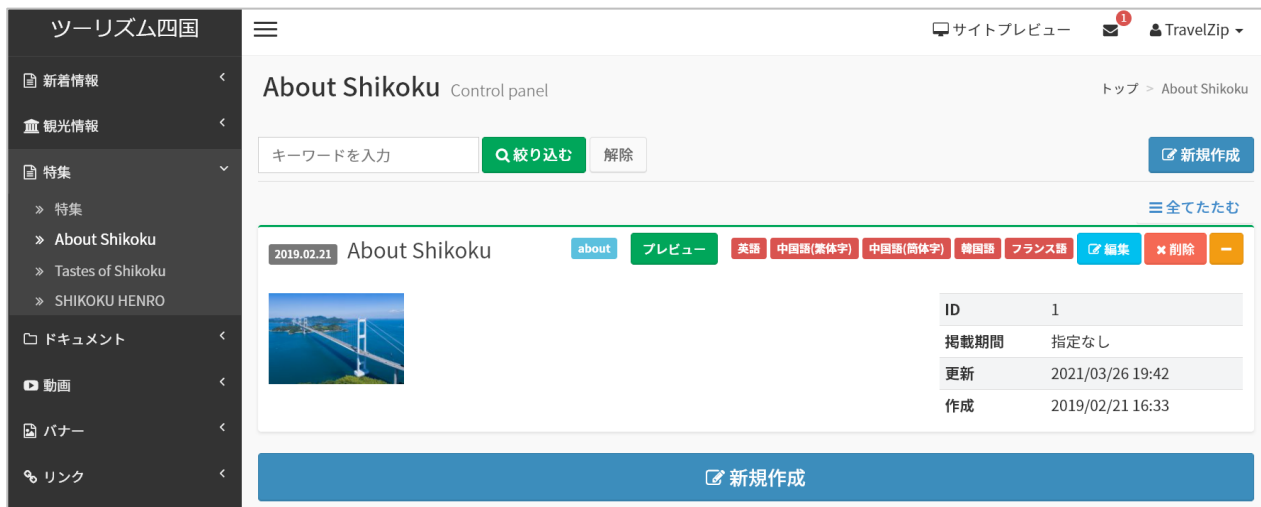 ツーリズム四国
サイトプレビュー 1 TravelZip
新着情報
観光情報
特集
» 特集
» About Shikoku
» Tastes of Shikoku
» SHIKOKU HENRO
ドキュメント
動画
バナー
リンク
About Shikoku Control panel
トップ > About Shikoku
キーワードを入力 絞り込む 解除 新規作成
全てたたむ
2019.02.21 About Shikoku about プレビュー 英語 中国語(繁体字) 中国語(簡体字) 韓国語 フランス語 編集 削除
ID 1
掲載期間 指定なし
更新 2021/03/26 19:42
作成 2019/02/21 16:33
新規作成